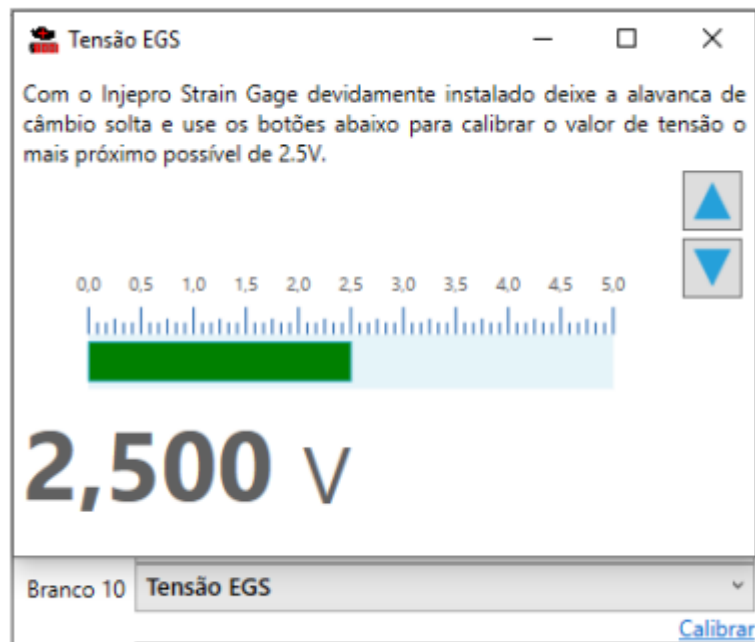 Tensão EGS
Com o Injepro Strain Gage devidamente instalado deixe a alavanca de
câmbio solta e use os botões abaixo para calibrar o valor de tensão o
mais próximo possível de 2.5V.
0,0 0,5 1,0 1,5 2,0 2,5 3,0 3,5 4,0 4,5 5,0
2,500 V
Branco 10 Tensão EGS
Calibrar